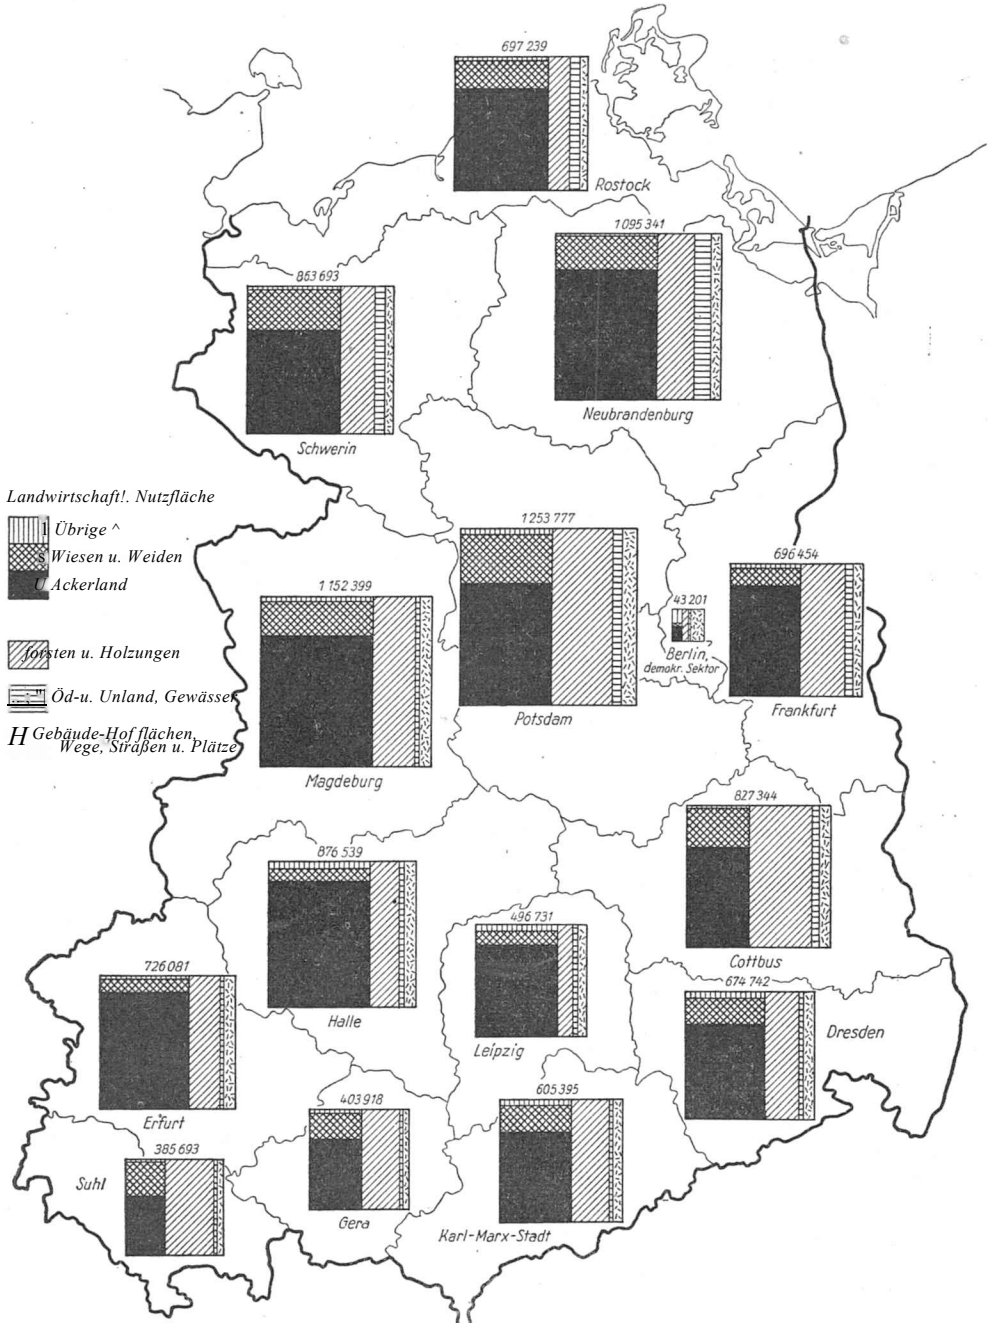 697 239
Rostock
1 095 341
Neubrandenburg
863 693
Schwerin
Landwirtschaft!. Nutzfläche
1 Übrige ^
s Wiesen u. Weiden
U Ackerland
forsten u. Holzungen
...;." Öd-u. Unland, Gewässer
H Gebäude-Hofflächen,
Wege, Straßen u. Plätze
1 253 777
Potsdam
696 454
Frankfurt
43 201
Berlin,
demokr. Sektor
1 152 399
Magdeburg
827 344
Cottbus
876 539
Halle
496 731
Leipzig
674 742
Dresden
726 081
Erfurt
403 918
Gera
605 395
Karl-Marx-Stadt
385 693
Suhl